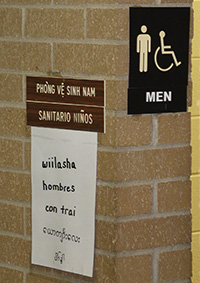 MEN
PHÒNG VỆ SINH NAM
SANITARIO NIÑOS
wiilasha
hombres
con trai